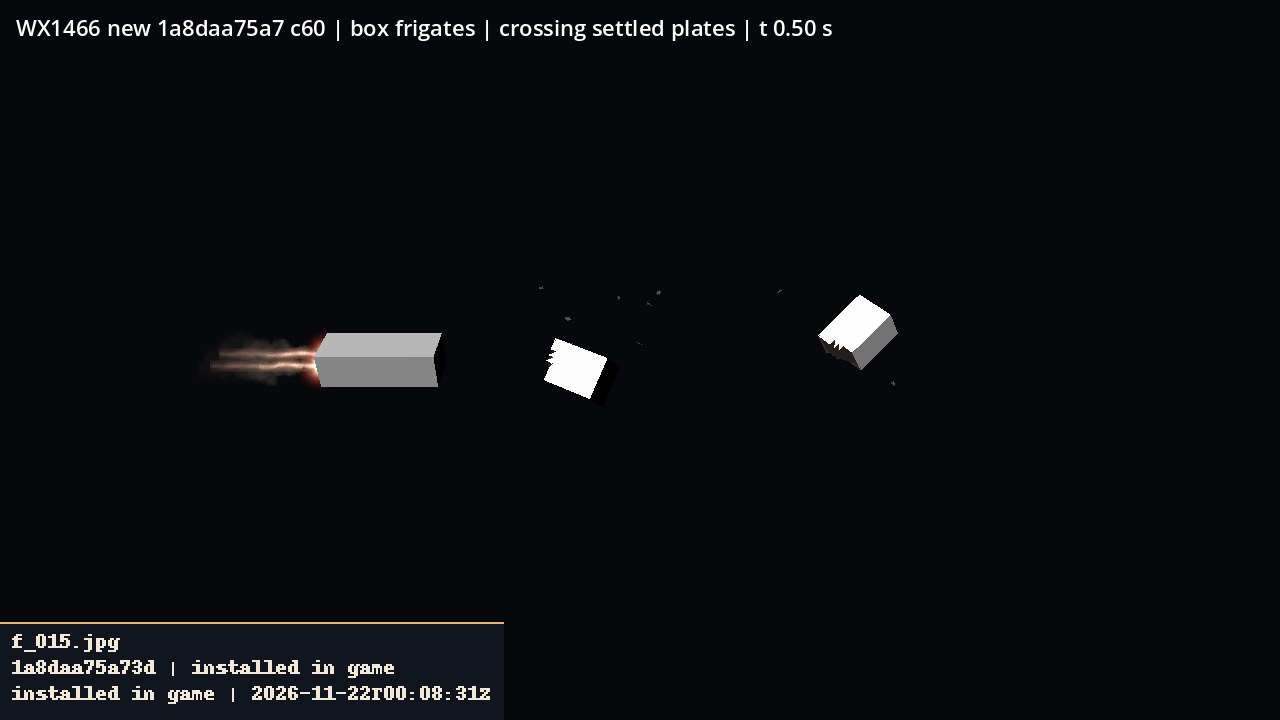 WX1466 new 1a8daa75a7 c60 | box frigates | crossing settled plates | t 0.50 s
f_015.jpg
1a8daa75a73d | installed in game
installed in game | 2026-11-22T00:08:31Z